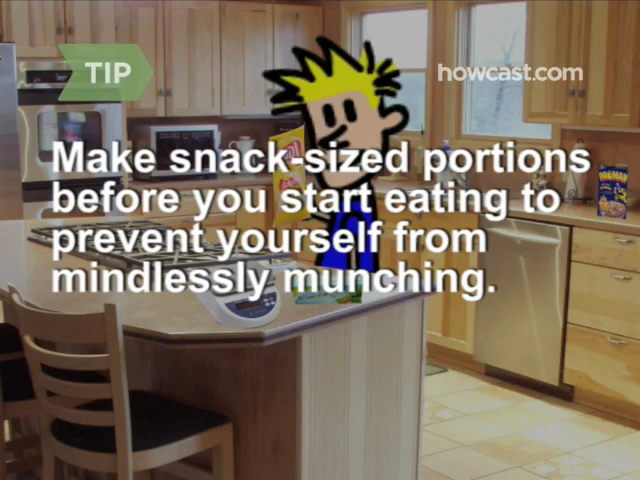 TIP
howcast.com
Make snack-sized portions
before you start eating to
prevent yourself from
mindlessly munching.